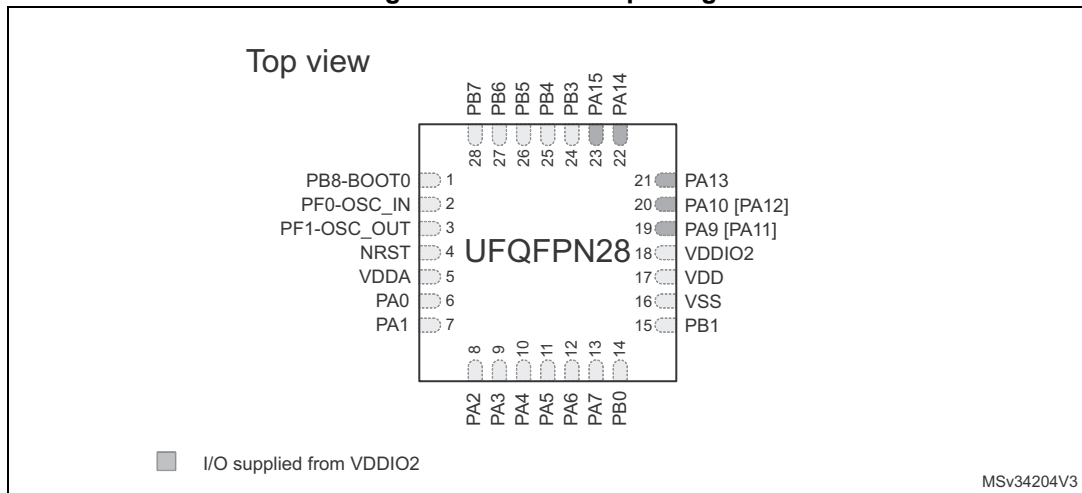 Top view
PB7
PB6
PB5
PB4
PB3
PA15
PA14
28
27
26
25
24
23
22
PB8-BOOT0 1
PF0-OSC_IN 2
PF1-OSC_OUT 3
NRST 4
VDDA 5
PA0 6
PA1 7
UFQFPN28
21 PA13
20 PA10 [PA12]
19 PA9 [PA11]
18 VDDIO2
17 VDD
16 VSS
15 PB1
8
9
10
11
12
13
14
PA2
PA3
PA4
PA5
PA6
PA7
PB0
I/O supplied from VDDIO2
MSv34204V3